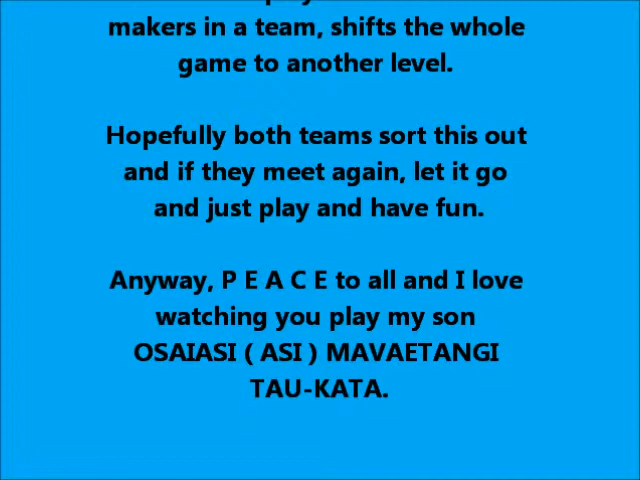 makers in a team, shifts the whole
game to another level.
Hopefully both teams sort this out
and if they meet again, let it go
and just play and have fun.
Anyway, P E A C E to all and I love
watching you play my son
OSAIASI ( ASI ) MAVAETANGI
TAU-KATA.